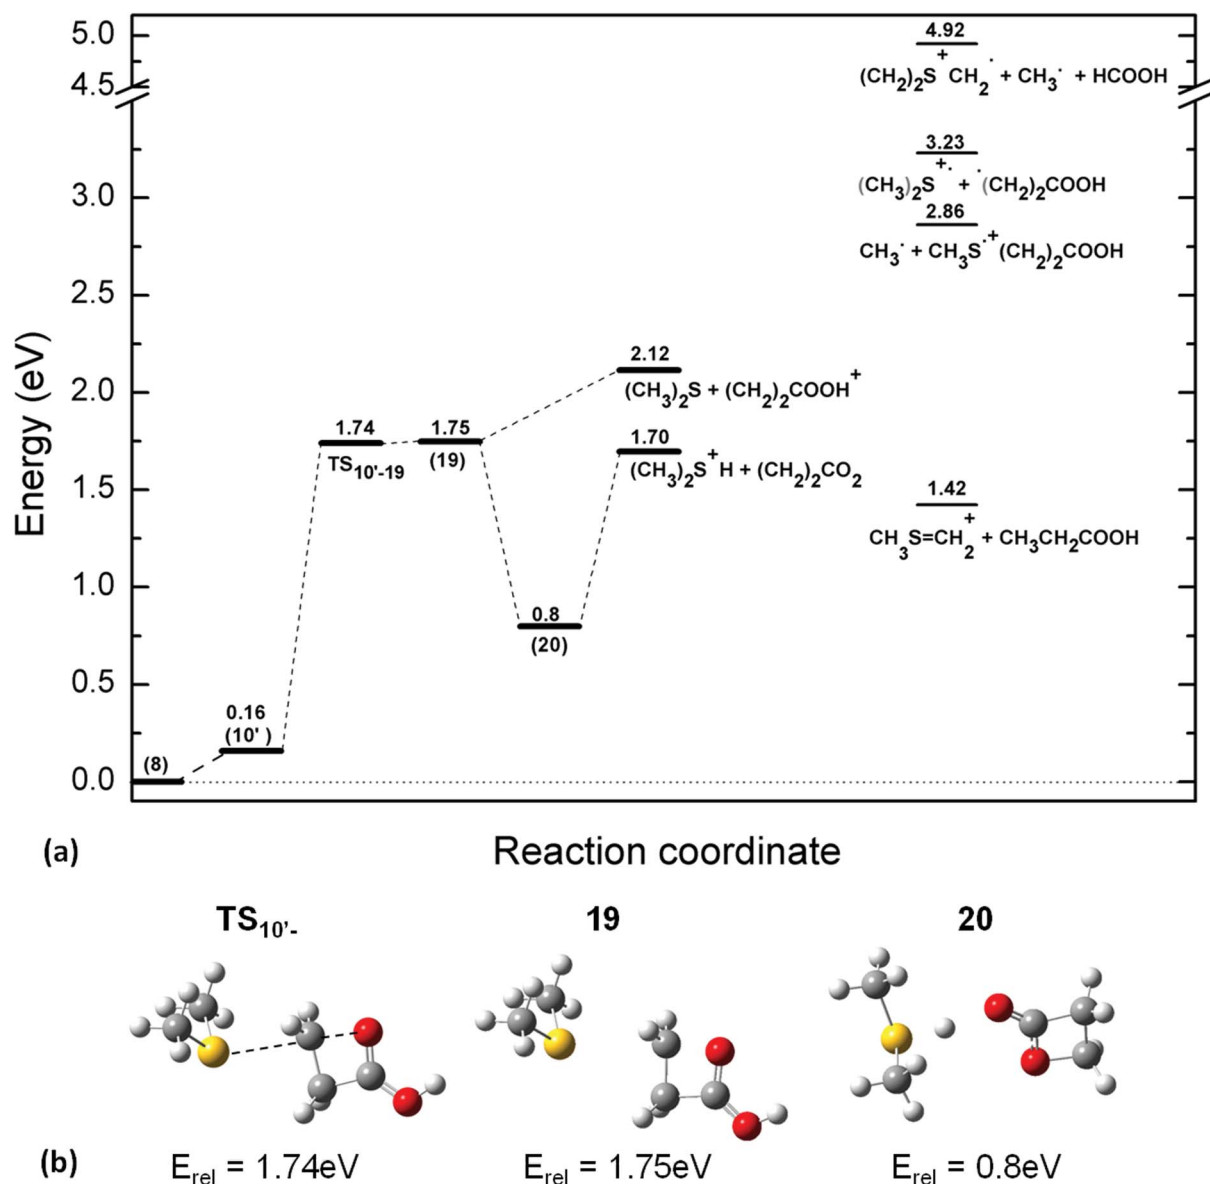 5.0
4.92
(CH2)2S+CH2· + CH3· + HCOOH
4.5
3.23
(CH3)2S+· + ·(CH2)2COOH
3.0
2.86
CH3· + CH3S·+(CH2)2COOH
2.5
2.12
(CH3)2S + (CH2)2COOH+
2.0
1.74
TS10'-19
1.75
(19)
1.70
(CH3)2S+H + (CH2)2CO2
1.5
1.42
CH3S=CH2+ + CH3CH2COOH
1.0
0.8
(20)
0.5
0.16
(10' )
(8)
0.0
Energy (eV)
(a)
Reaction coordinate
TS10'-
19
20
(b)
Erel = 1.74eV
Erel = 1.75eV
Erel = 0.8eV